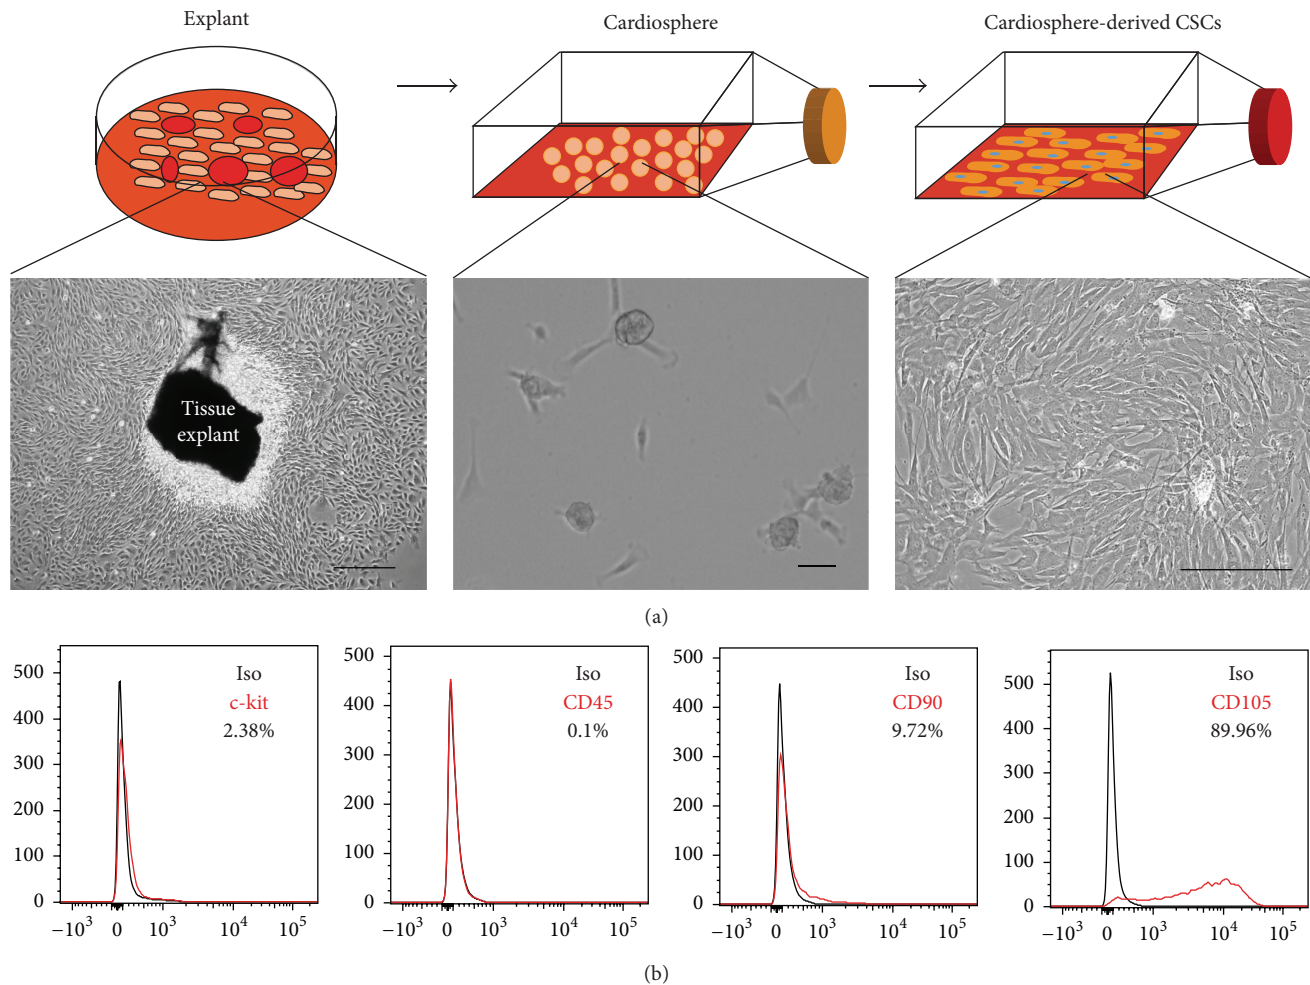 Explant
Cardiosphere
Cardiosphere-derived CSCs
Tissue
explant
(a)
500
400
300
200
100
0
−10³ 0 10³ 10⁴ 10⁵
Iso
c-kit
2.38%
500
400
300
200
100
0
−10³ 0 10³ 10⁴ 10⁵
Iso
CD45
0.1%
500
400
300
200
100
0
−10³ 0 10³ 10⁴ 10⁵
Iso
CD90
9.72%
500
400
300
200
100
0
−10³ 0 10³ 10⁴ 10⁵
Iso
CD105
89.96%
(b)